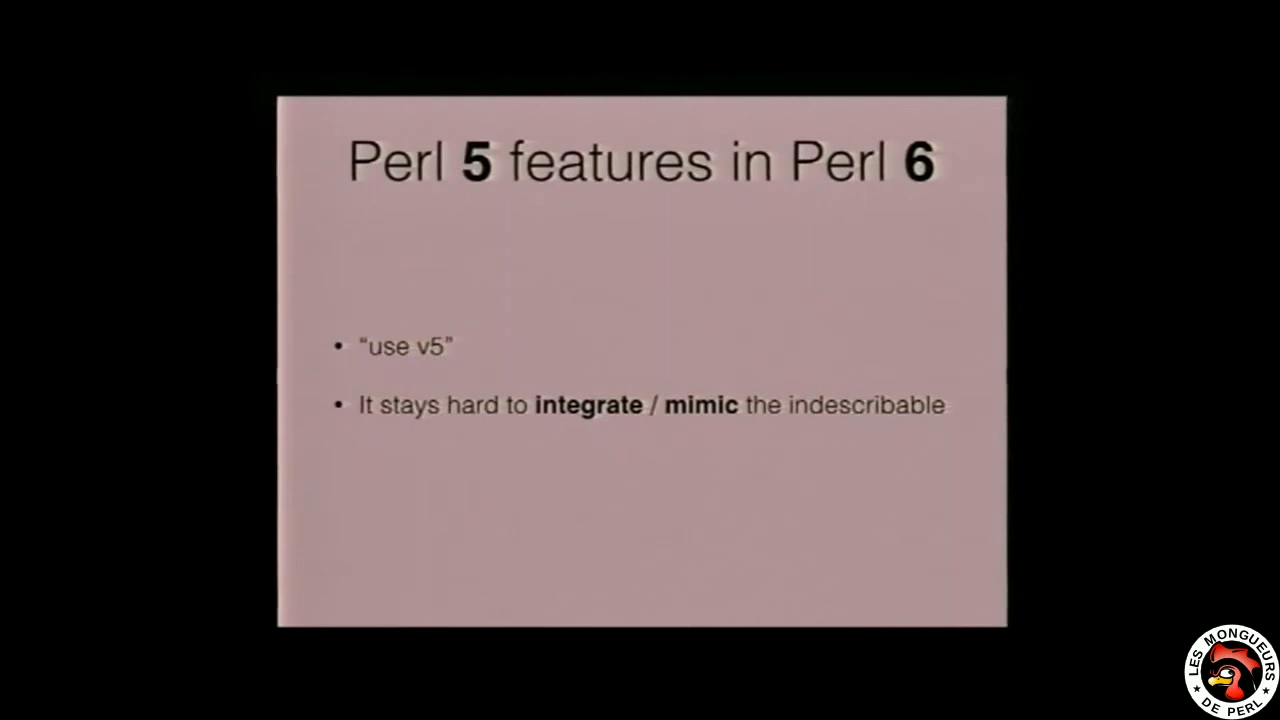 Perl 5 features in Perl 6
• “use v5”
• It stays hard to integrate / mimic the indescribable
LES MONGUEURS
★ DE PERL ★